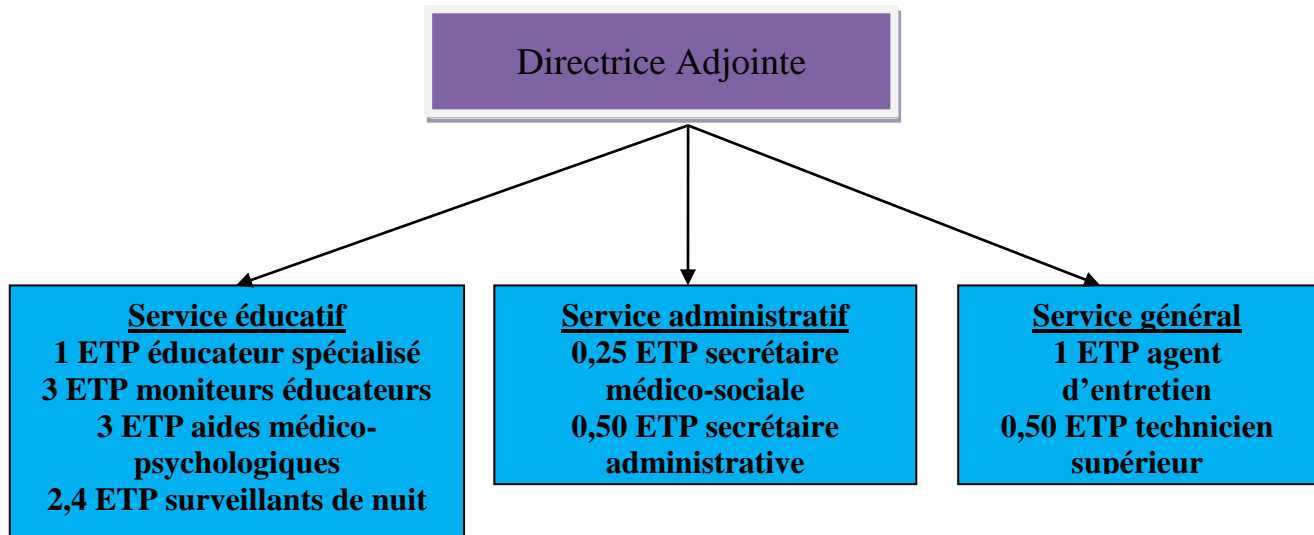 Directrice Adjointe
Service éducatif
1 ETP éducateur spécialisé
3 ETP moniteurs éducateurs
3 ETP aides médico-
psychologiques
2,4 ETP surveillants de nuit
Service administratif
0,25 ETP secrétaire
médico-sociale
0,50 ETP secrétaire
administrative
Service général
1 ETP agent
d’entretien
0,50 ETP technicien
supérieur